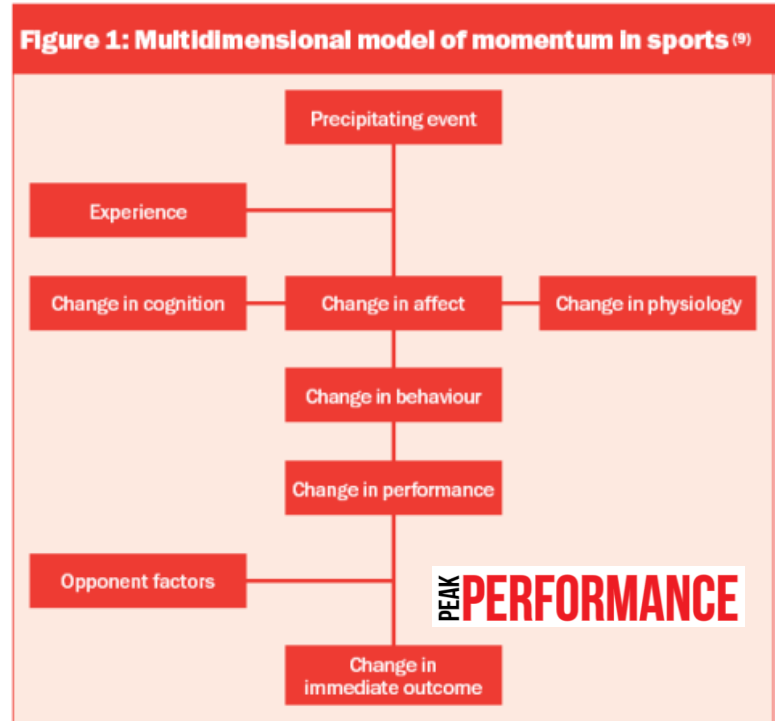 Figure 1: Multidimensional model of momentum in sports (9)
Precipitating event
Experience
Change in cognition
Change in affect
Change in physiology
Change in behaviour
Change in performance
Opponent factors
PEAK PERFORMANCE
Change in
immediate outcome